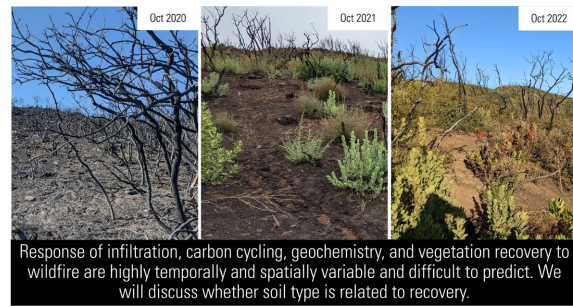 Oct 2020
Oct 2021
Oct 2022
Response of infiltration, carbon cycling, geochemistry, and vegetation recovery to
wildfire are highly temporally and spatially variable and difficult to predict. We
will discuss whether soil type is related to recovery.